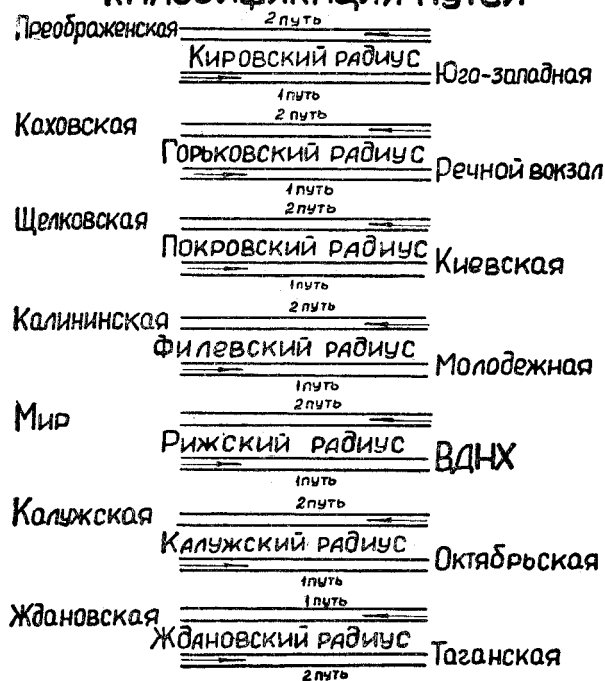 2 путь
Преображенская
Кировский радиус
Юго-западная
1 путь
2 путь
Каховская
Горьковский радиус
Речной вокзал
1 путь
2 путь
Щелковская
Покровский радиус
Киевская
1 путь
2 путь
Калининская
Филевский радиус
Молодежная
1 путь
2 путь
Мир
Рижский радиус
ВДНХ
1 путь
2 путь
Калужская
Калужский радиус
Октябрьская
1 путь
1 путь
Ждановская
Ждановский радиус
Таганская
2 путь